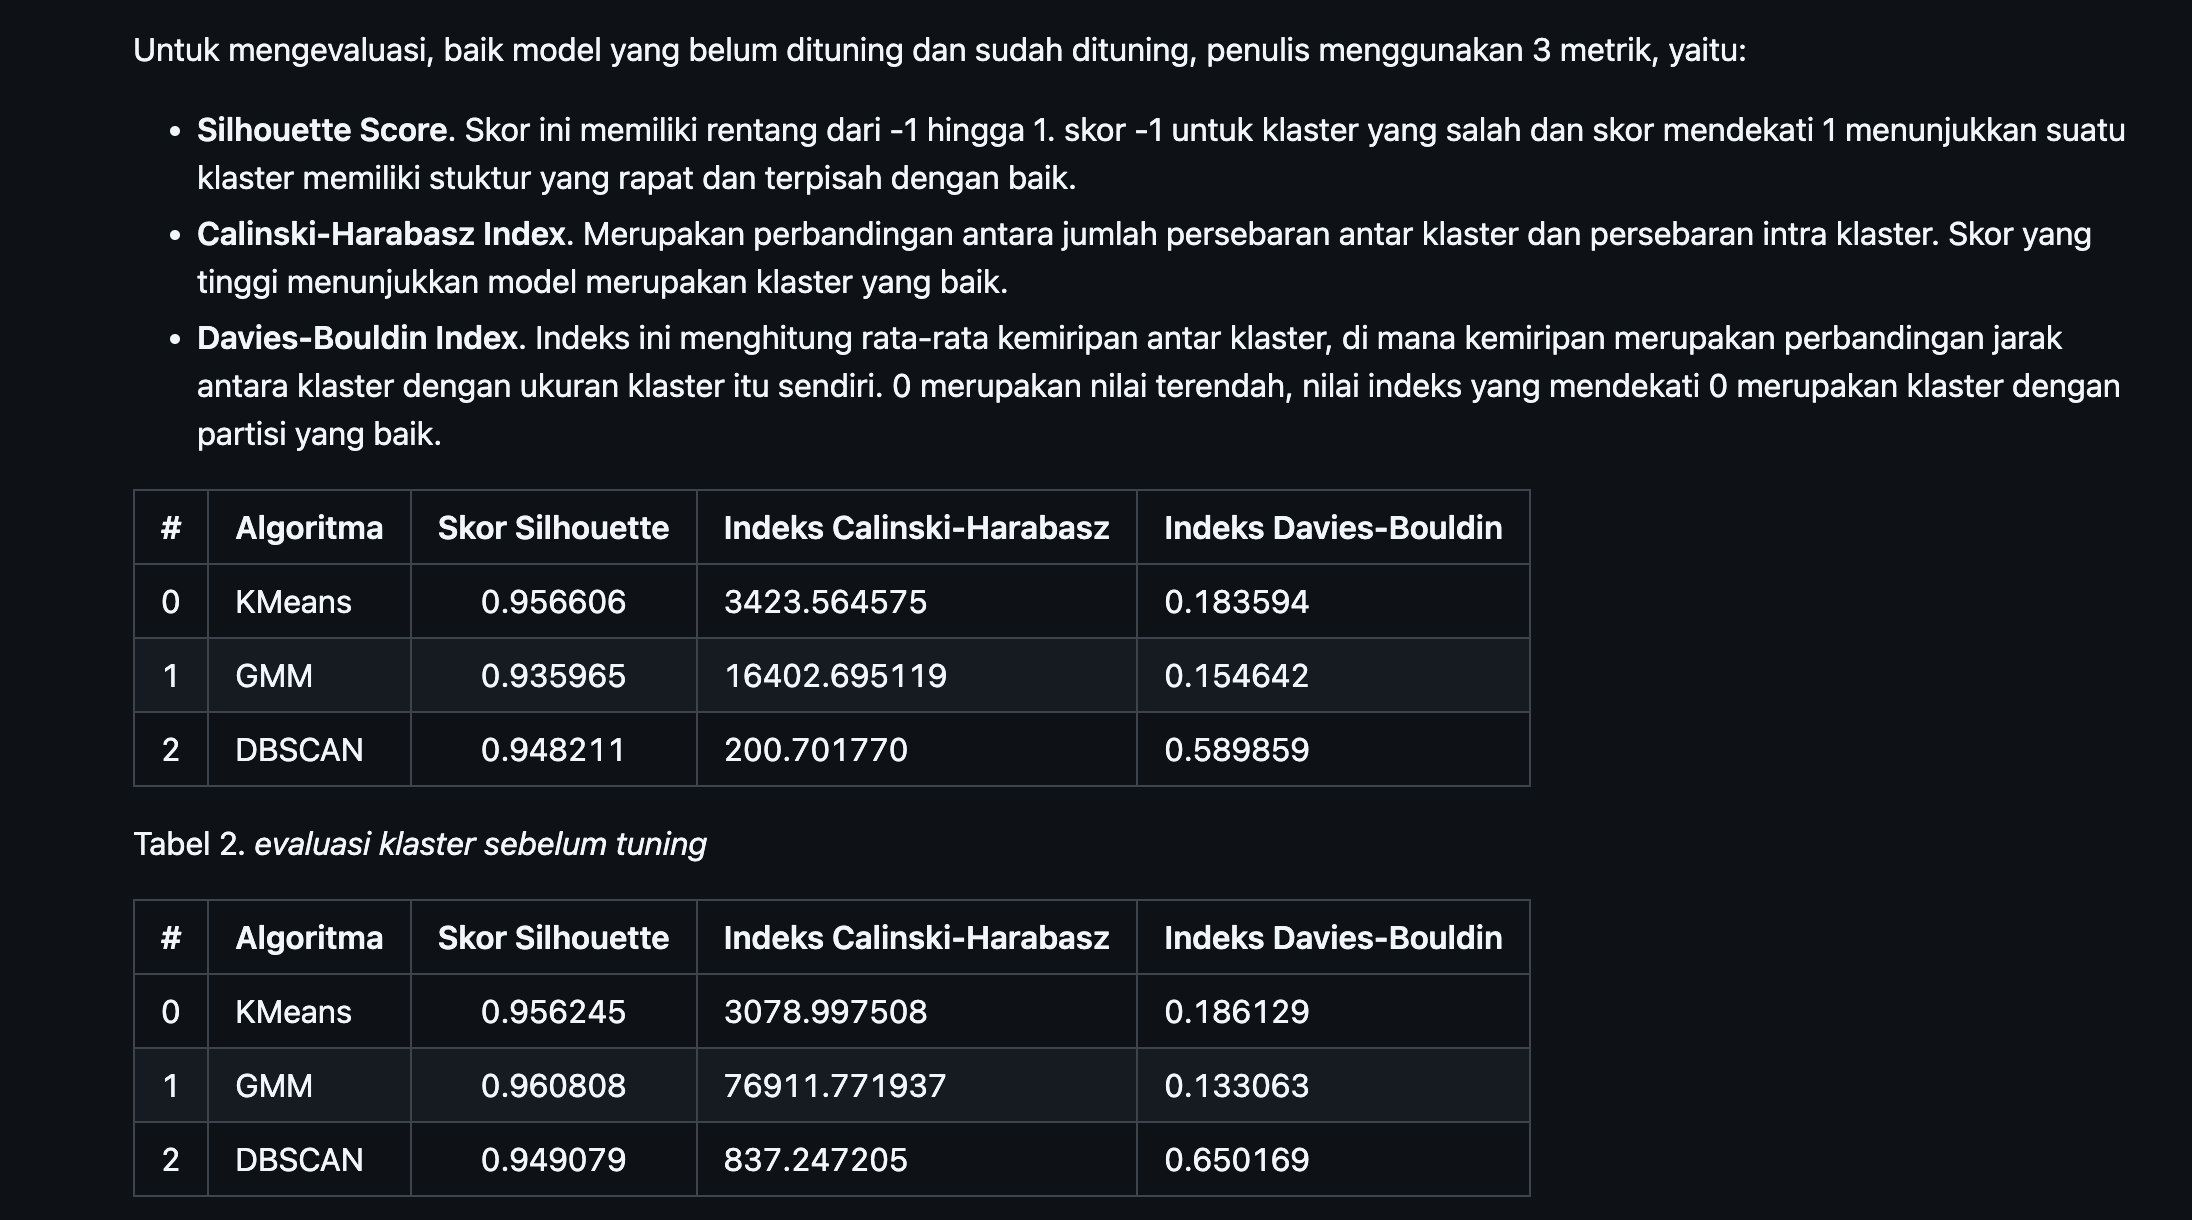 Untuk mengevaluasi, baik model yang belum dituning dan sudah dituning, penulis menggunakan 3 metrik, yaitu:
• Silhouette Score. Skor ini memiliki rentang dari -1 hingga 1. skor -1 untuk klaster yang salah dan skor mendekati 1 menunjukkan suatu
klaster memiliki stuktur yang rapat dan terpisah dengan baik.
• Calinski-Harabasz Index. Merupakan perbandingan antara jumlah persebaran antar klaster dan persebaran intra klaster. Skor yang
tinggi menunjukkan model merupakan klaster yang baik.
• Davies-Bouldin Index. Indeks ini menghitung rata-rata kemiripan antar klaster, di mana kemiripan merupakan perbandingan jarak
antara klaster dengan ukuran klaster itu sendiri. 0 merupakan nilai terendah, nilai indeks yang mendekati 0 merupakan klaster dengan
partisi yang baik.
# Algoritma Skor Silhouette Indeks Calinski-Harabasz Indeks Davies-Bouldin
0 KMeans 0.956606 3423.564575 0.183594
1 GMM 0.935965 16402.695119 0.154642
2 DBSCAN 0.948211 200.701770 0.589859
Tabel 2. evaluasi klaster sebelum tuning
# Algoritma Skor Silhouette Indeks Calinski-Harabasz Indeks Davies-Bouldin
0 KMeans 0.956245 3078.997508 0.186129
1 GMM 0.960808 76911.771937 0.133063
2 DBSCAN 0.949079 837.247205 0.650169